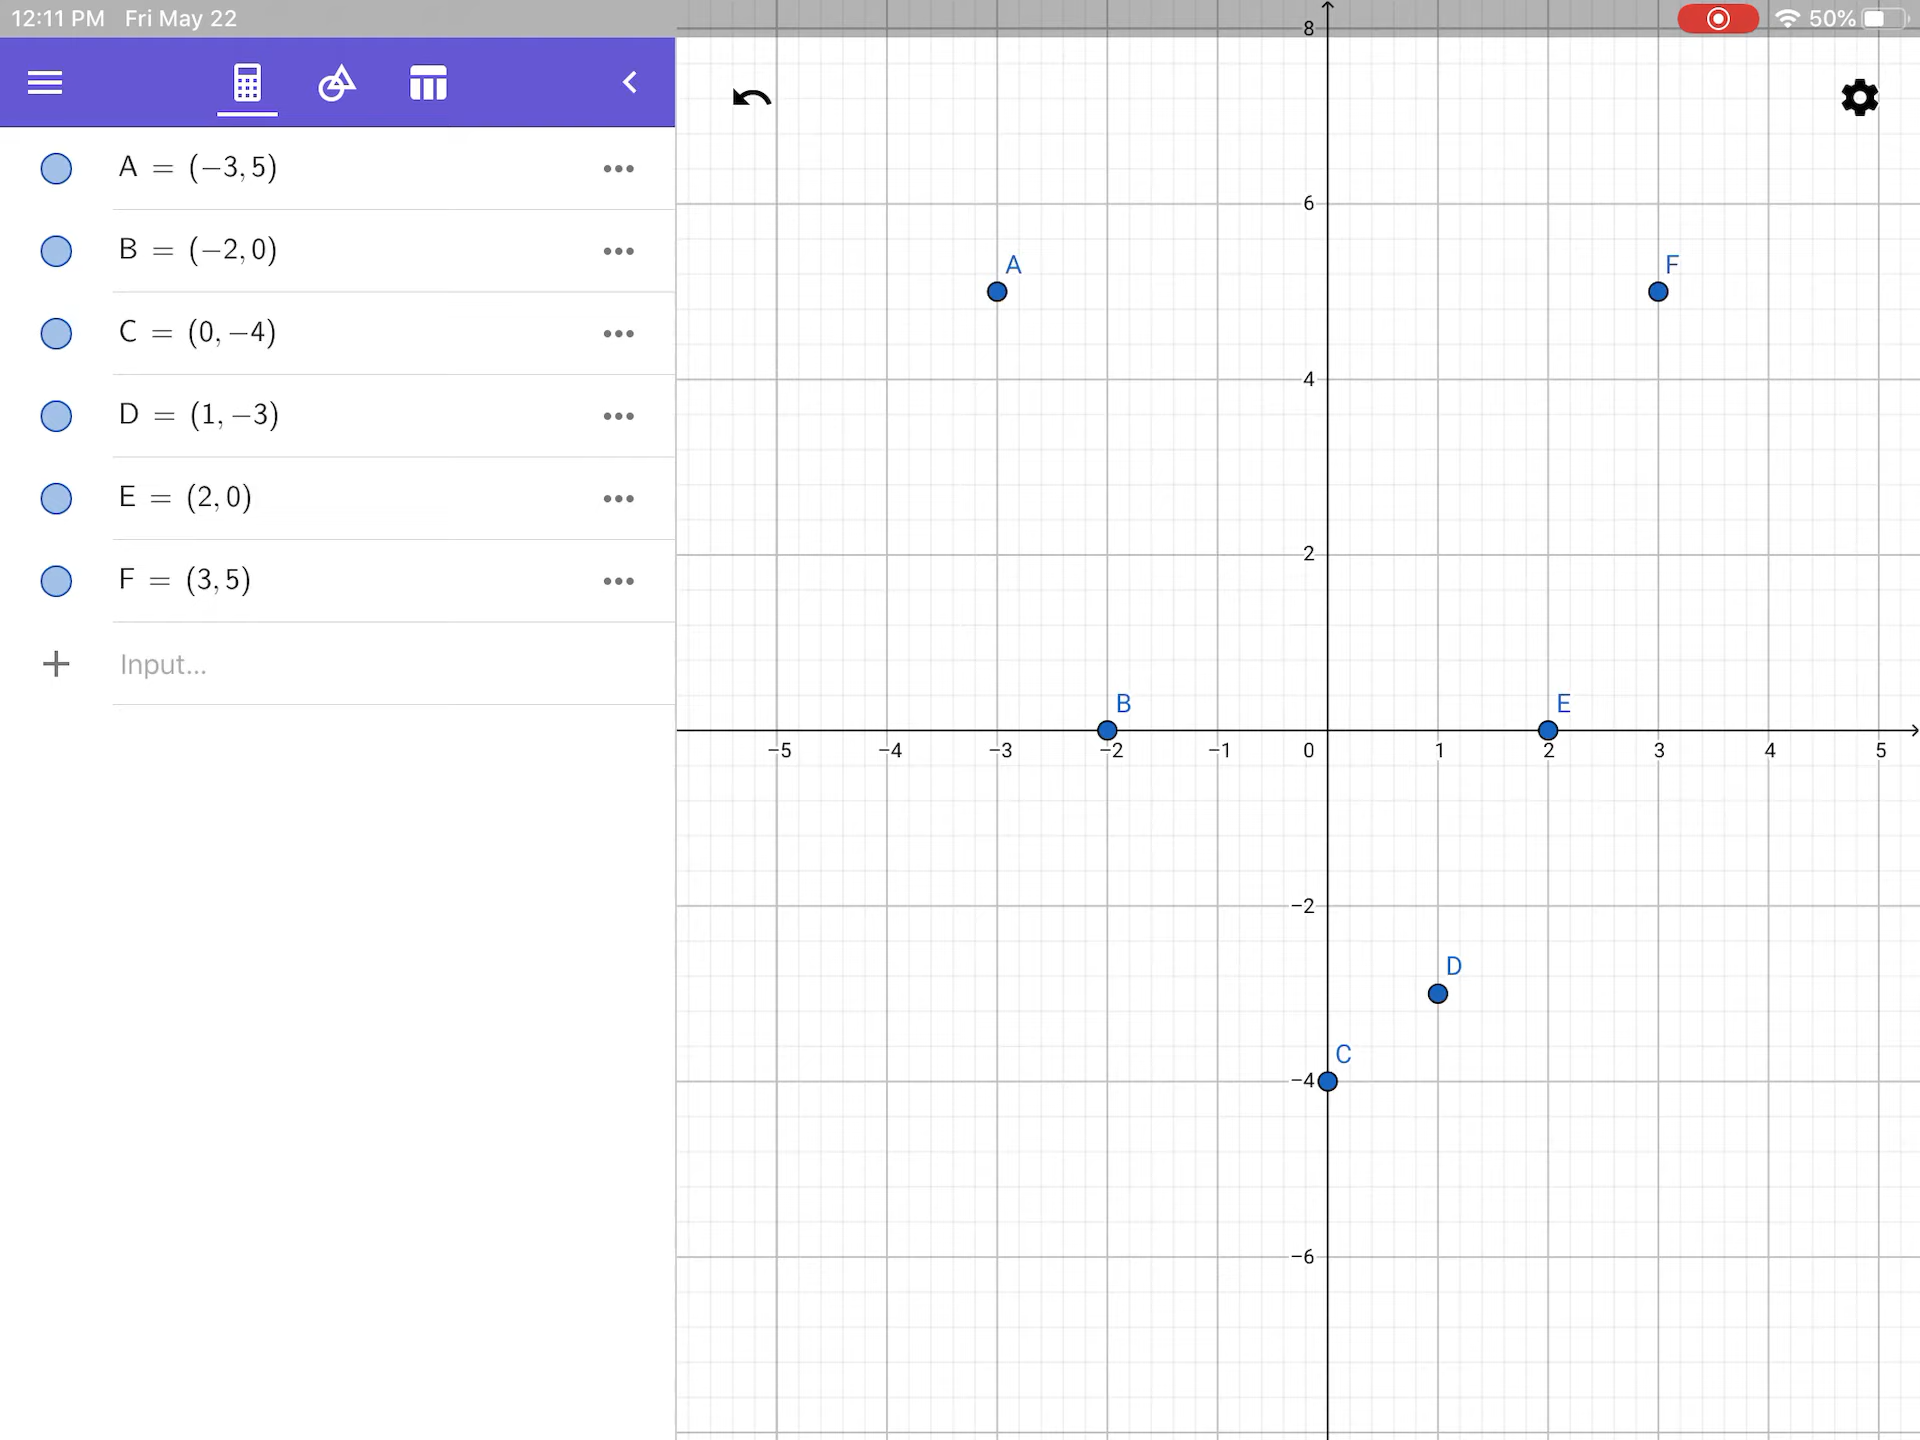 12:11 PM Fri May 22
50%
A = (−3, 5)
B = (−2, 0)
C = (0, −4)
D = (1, −3)
E = (2, 0)
F = (3, 5)
Input...
8
6
A
F
4
2
B
E
−5 −4 −3 −2 −1 0 1 2 3 4 5
−2
D
C
−4
−6